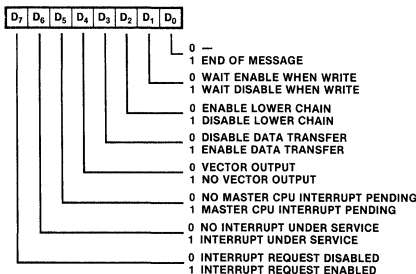 D7 D6 D5 D4 D3 D2 D1 D0
0 —
1 END OF MESSAGE
0 WAIT ENABLE WHEN WRITE
1 WAIT DISABLE WHEN WRITE
0 ENABLE LOWER CHAIN
1 DISABLE LOWER CHAIN
0 DISABLE DATA TRANSFER
1 ENABLE DATA TRANSFER
0 VECTOR OUTPUT
1 NO VECTOR OUTPUT
0 NO MASTER CPU INTERRUPT PENDING
1 MASTER CPU INTERRUPT PENDING
0 NO INTERRUPT UNDER SERVICE
1 INTERRUPT UNDER SERVICE
0 INTERRUPT REQUEST DISABLED
1 INTERRUPT REQUEST ENABLED